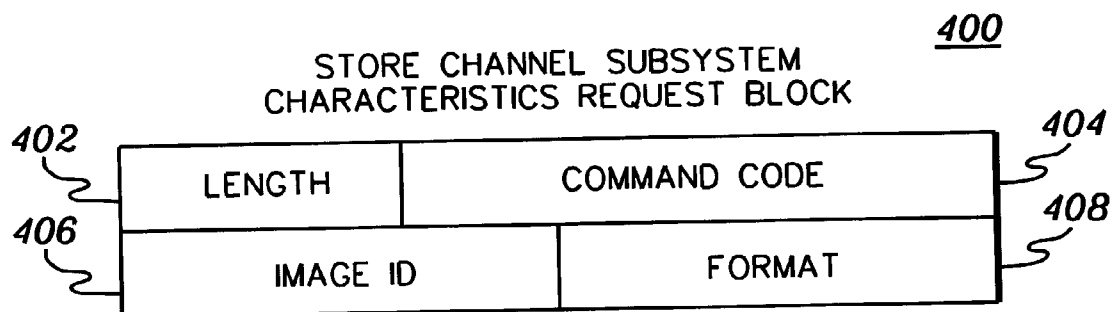 400
STORE CHANNEL SUBSYSTEM
CHARACTERISTICS REQUEST BLOCK
402
404
LENGTH
COMMAND CODE
406
408
IMAGE ID
FORMAT